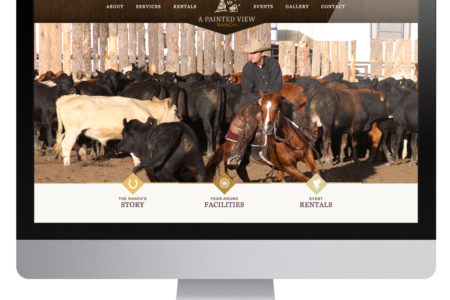 ABOUT SERVICES RENTALS EVENTS GALLERY CONTACT
A PAINTED VIEW
RANCH
THE RANCH'S
STORY
YEAR-ROUND
FACILITIES
EVENT
RENTALS